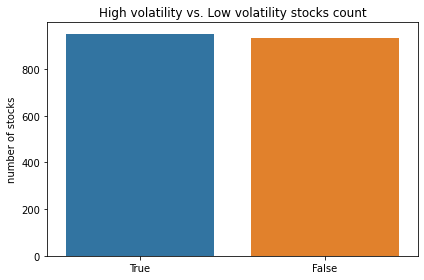 High volatility vs. Low volatility stocks count
number of stocks
800
600
400
200
0
True False